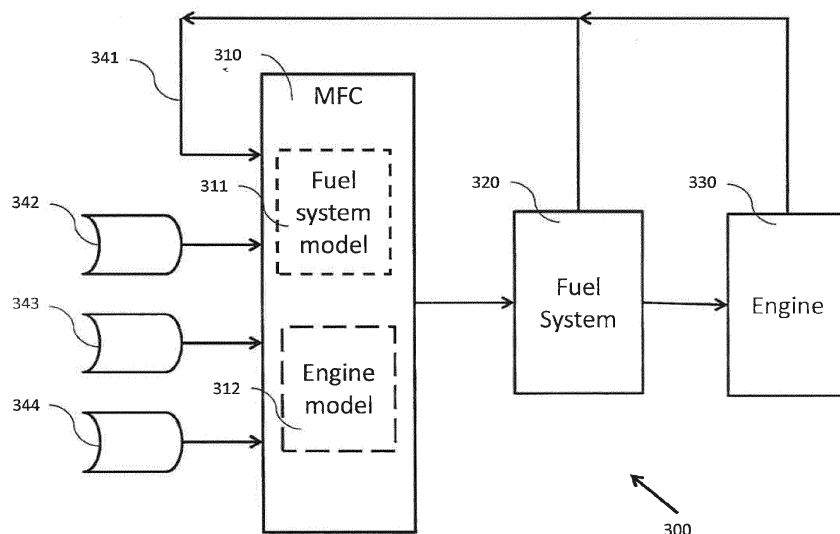 341
310
MFC
342
311
Fuel
system
model
320
330
Fuel
System
Engine
343
312
Engine
model
344
300